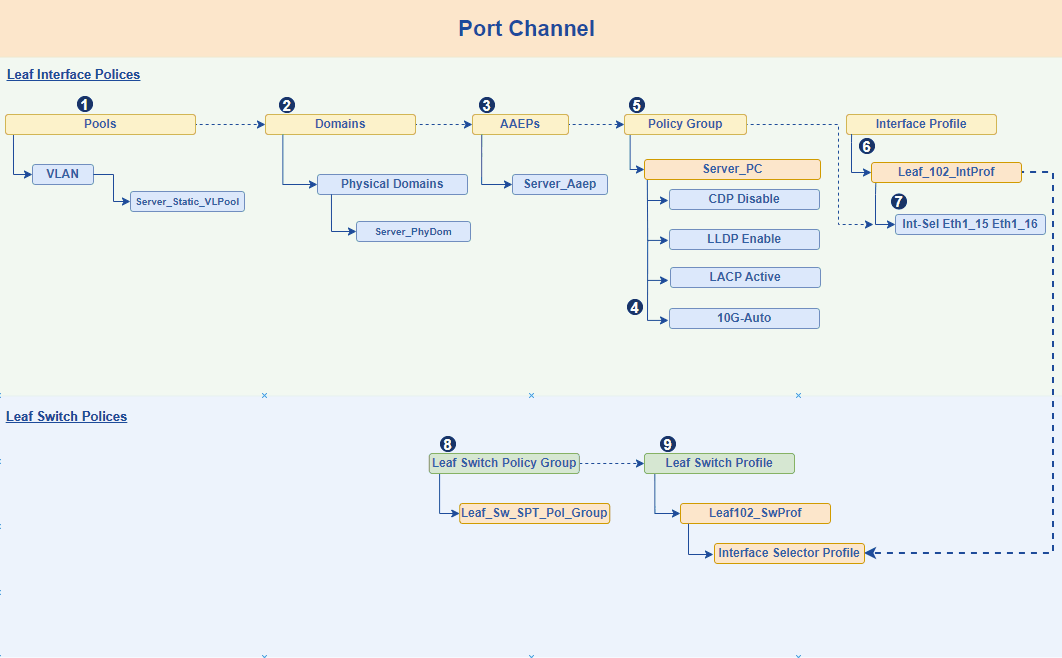 Port Channel
Leaf Interface Polices
1
2
3
5
Pools
Domains
AAEPs
Policy Group
Interface Profile
6
Server_PC
Leaf_102_IntProf
VLAN
Physical Domains
Server_Aaep
CDP Disable
7
Server_Static_VLPool
Int-Sel Eth1_15 Eth1_16
Server_PhyDom
LLDP Enable
LACP Active
4
10G-Auto
Leaf Switch Polices
8
9
Leaf Switch Policy Group
Leaf Switch Profile
Leaf_Sw_SPT_Pol_Group
Leaf102_SwProf
Interface Selector Profile